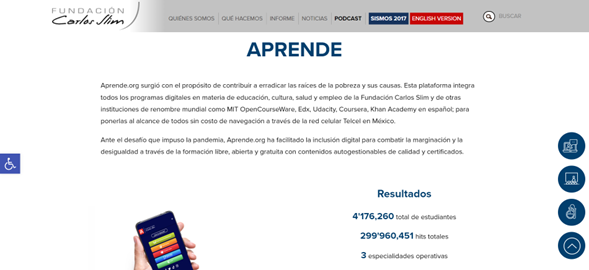 FUNDACIÓN
Carlos Slim
QUIÉNES SOMOS QUÉ HACEMOS INFORME NOTICIAS PODCAST SISMOS 2017 ENGLISH VERSION BUSCAR
APRENDE
Aprende.org surgió con el propósito de contribuir a erradicar las raíces de la pobreza y sus causas. Esta plataforma integra
todos los programas digitales en materia de educación, cultura, salud y empleo de la Fundación Carlos Slim y de otras
instituciones de renombre mundial como MIT OpenCourseWare, Edx, Udacity, Coursera, Khan Academy en español; para
ponerlas al alcance de todos sin costo de navegación a través de la red celular Telcel en México.
Ante el desafío que impuso la pandemia, Aprende.org ha facilitado la inclusión digital para combatir la marginación y la
desigualdad a través de la formación libre, abierta y gratuita con contenidos autogestionables de calidad y certificados.
Resultados
4'176,260 total de estudiantes
299'960,451 hits totales
3 especialidades operativas